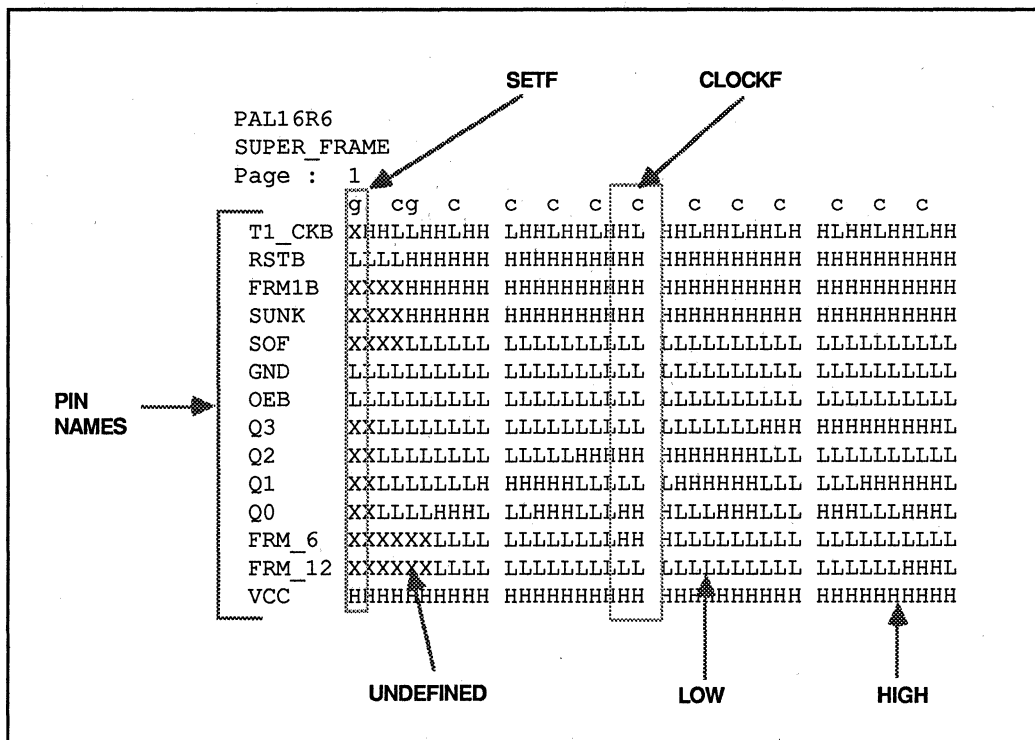 SETF CLOCKF
PAL16R6
SUPER_FRAME
Page : 1
g cg c c c c c c c c c c c
T1_CKB XHHLLHHLHH LHHLHHLHHL HHLHHLHHLH HLHHLHHLHH
RSTB LLLLHHHHHH HHHHHHHHHH HHHHHHHHHH HHHHHHHHHH
FRM1B XXXXHHHHHH HHHHHHHHHH HHHHHHHHHH HHHHHHHHHH
SUNK XXXXHHHHHH HHHHHHHHHH HHHHHHHHHH HHHHHHHHHH
SOF XXXXLLLLLL LLLLLLLLLL LLLLLLLLLL LLLLLLLLLL
GND LLLLLLLLLL LLLLLLLLLL LLLLLLLLLL LLLLLLLLLL
OEB LLLLLLLLLL LLLLLLLLLL LLLLLLLLLL LLLLLLLLLL
PIN NAMES
Q3 XXLLLLLLLL LLLLLLLLLL LLLLLLLHHH HHHHHHHHHL
Q2 XXLLLLLLLL LLLLLHHHHH HHHHHHHLLL LLLLLLLLLL
Q1 XXLLLLLLLH HHHHHLLLLL LHHHHHHLLL LLLHHHHHHL
Q0 XXLLLLHHHL LLHHHLLLHH HLLLHHHLLL HHHLLLHHHL
FRM_6 XXXXXXLLLL LLLLLLLLHH HLLLLLLLLL LLLLLLLLLL
FRM_12 XXXXXXLLLL LLLLLLLLLL LLLLLLLLLL LLLLLLHHHL
VCC HHHHHHHHHH HHHHHHHHHH HHHHHHHHHH HHHHHHHHHH
UNDEFINED LOW HIGH